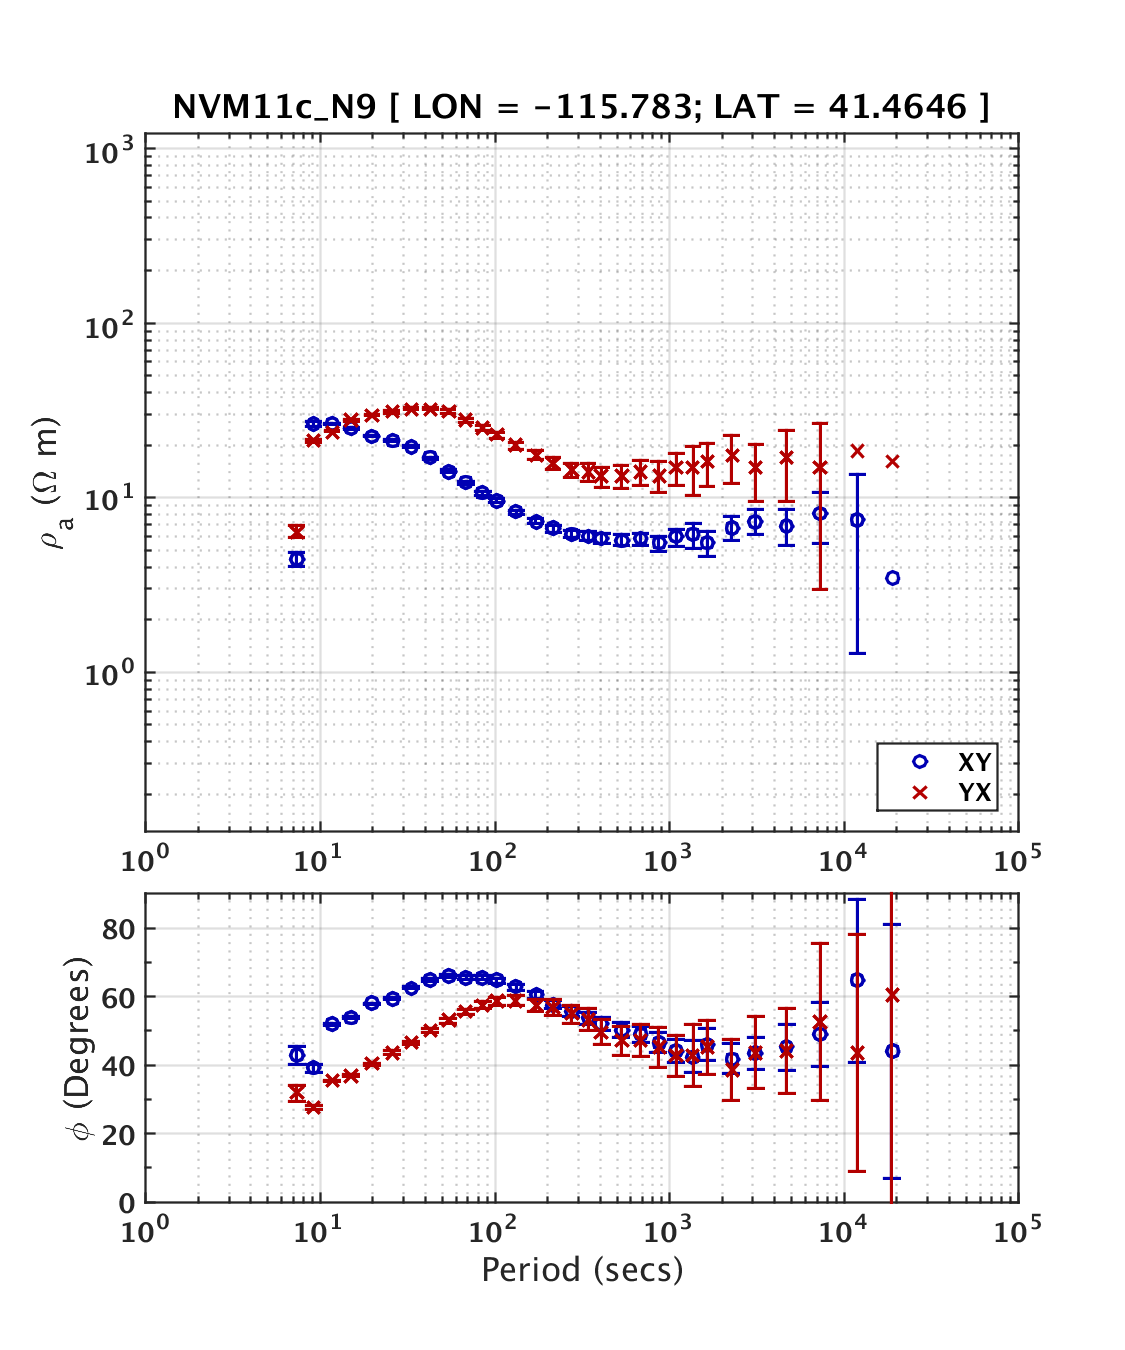 NVM11c_N9 [ LON = -115.783; LAT = 41.4646 ]
10^3
10^2
10^1
10^0
ρ_a (Ω m)
XY
YX
10^0 10^1 10^2 10^3 10^4 10^5
80
60
40
20
0
ϕ (Degrees)
10^0 10^1 10^2 10^3 10^4 10^5
Period (secs)